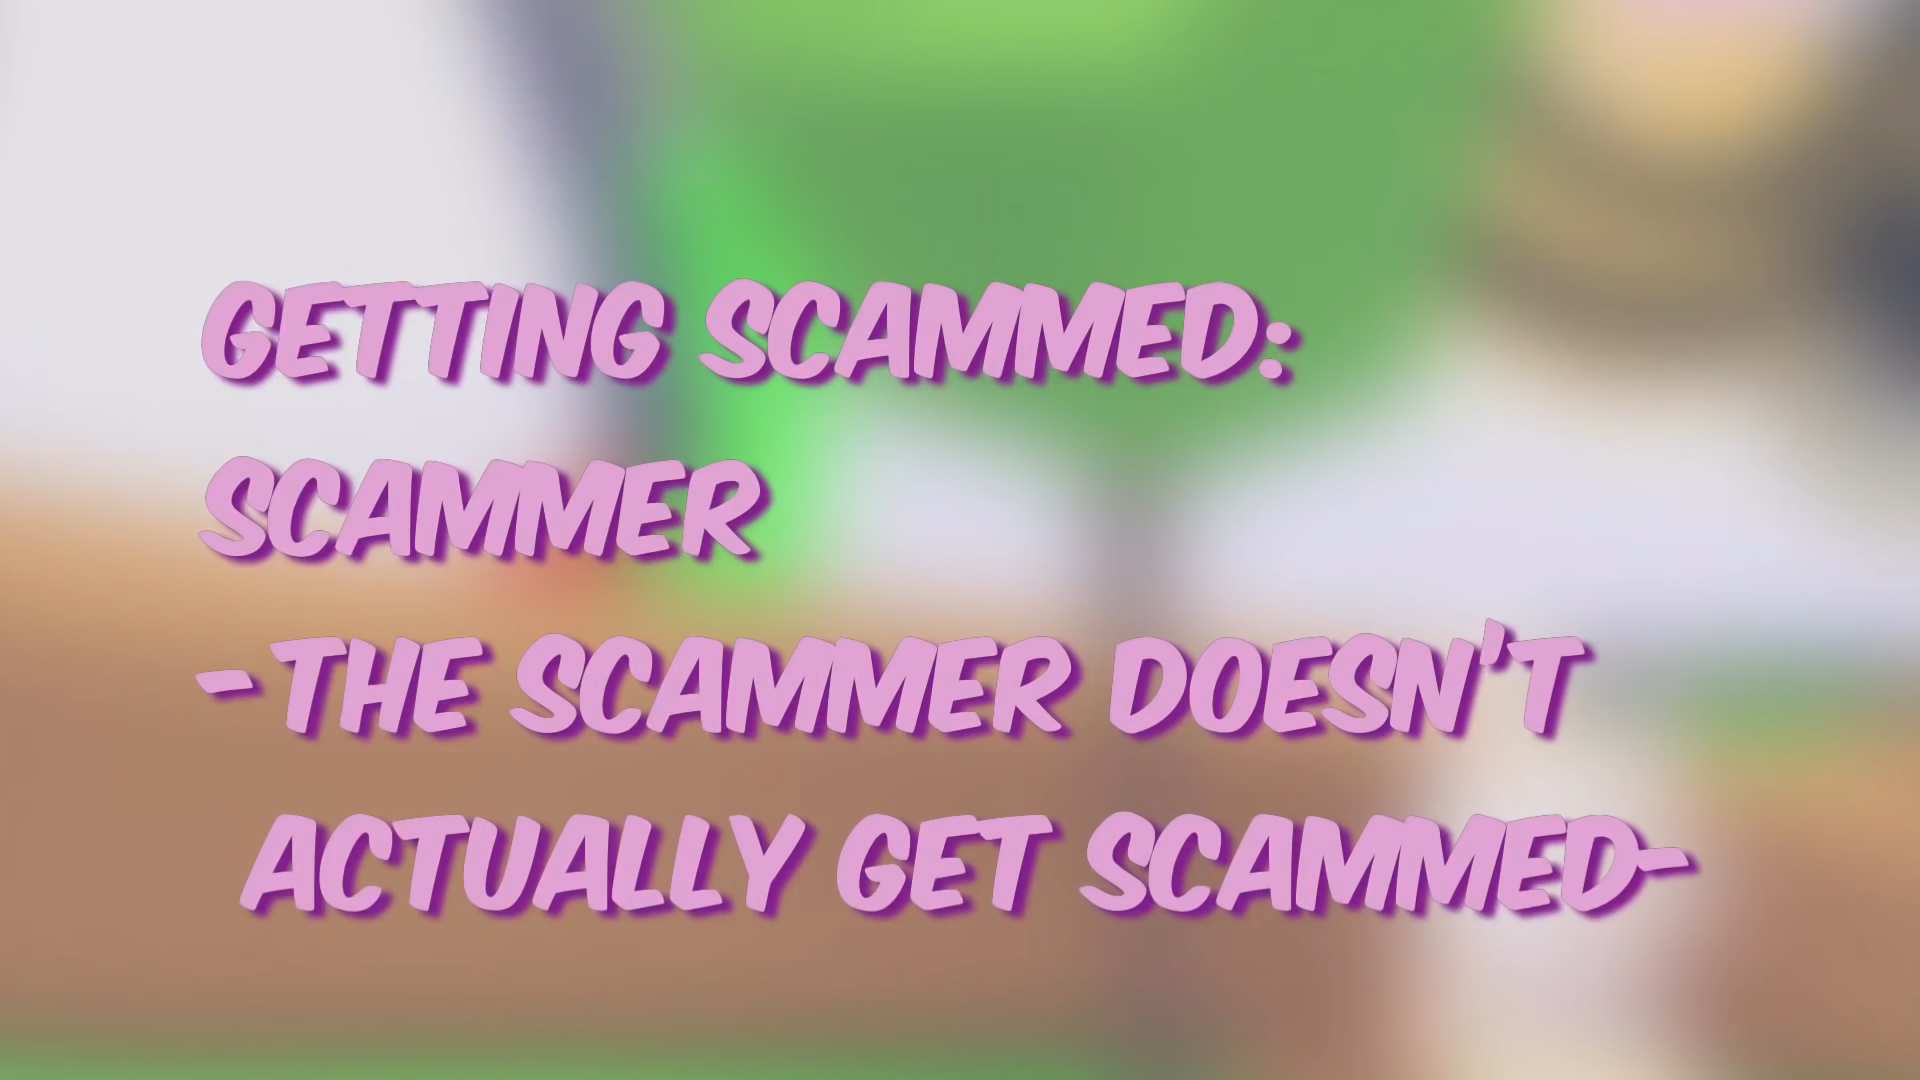 GETTING SCAMMED:
SCAMMER
-THE SCAMMER DOESN'T
ACTUALLY GET SCAMMED-